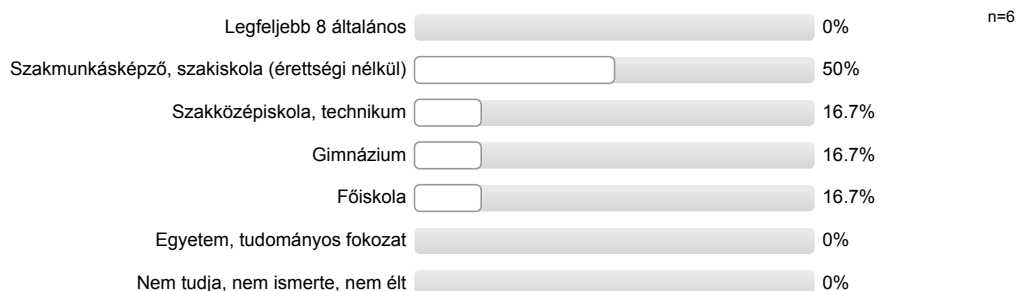 Legfeljebb 8 általános 0% n=6
Szakmunkásképző, szakiskola (érettségi nélkül) 50%
Szakközépiskola, technikum 16.7%
Gimnázium 16.7%
Főiskola 16.7%
Egyetem, tudományos fokozat 0%
Nem tudja, nem ismerte, nem élt 0%